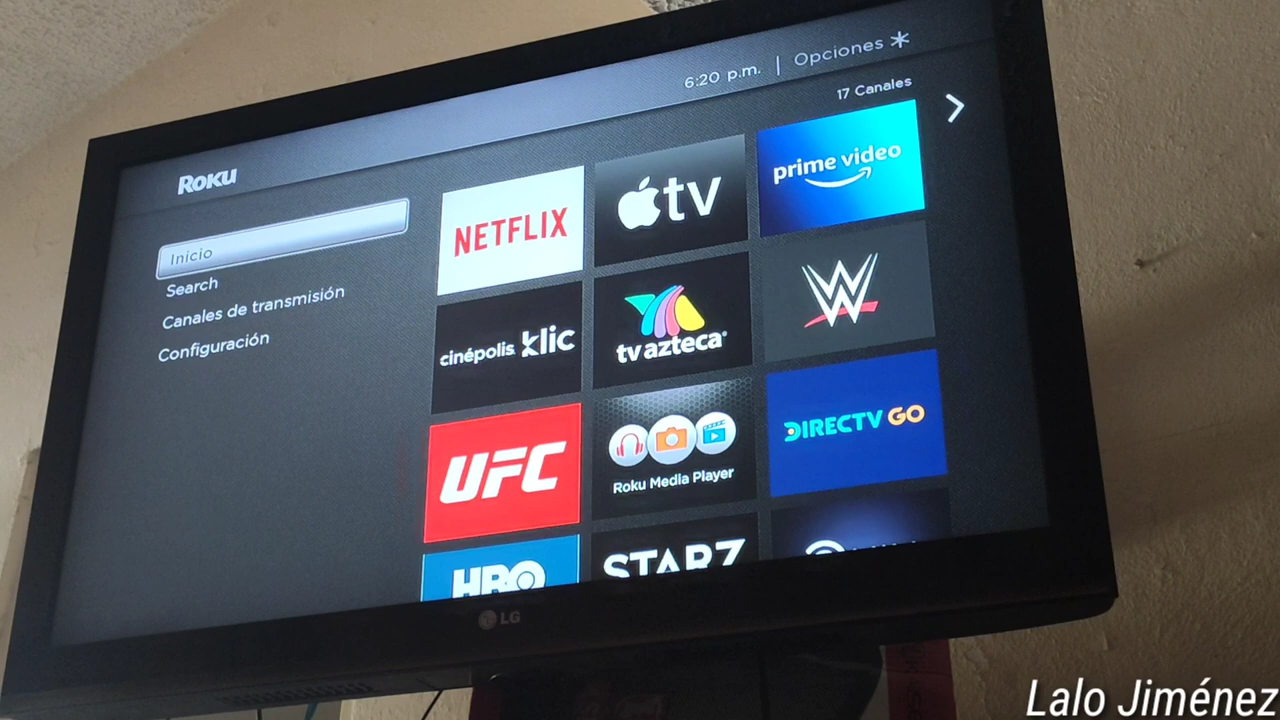 6:20 p.m. | Opciones *
17 Canales
Roku
Inicio
Search
Canales de transmisión
Configuración
NETFLIX
tv
prime video
cinépolis klic
tv azteca
W
UFC
Roku Media Player
DIRECTV GO
HBO
STARZ
LG
Lalo Jiménez